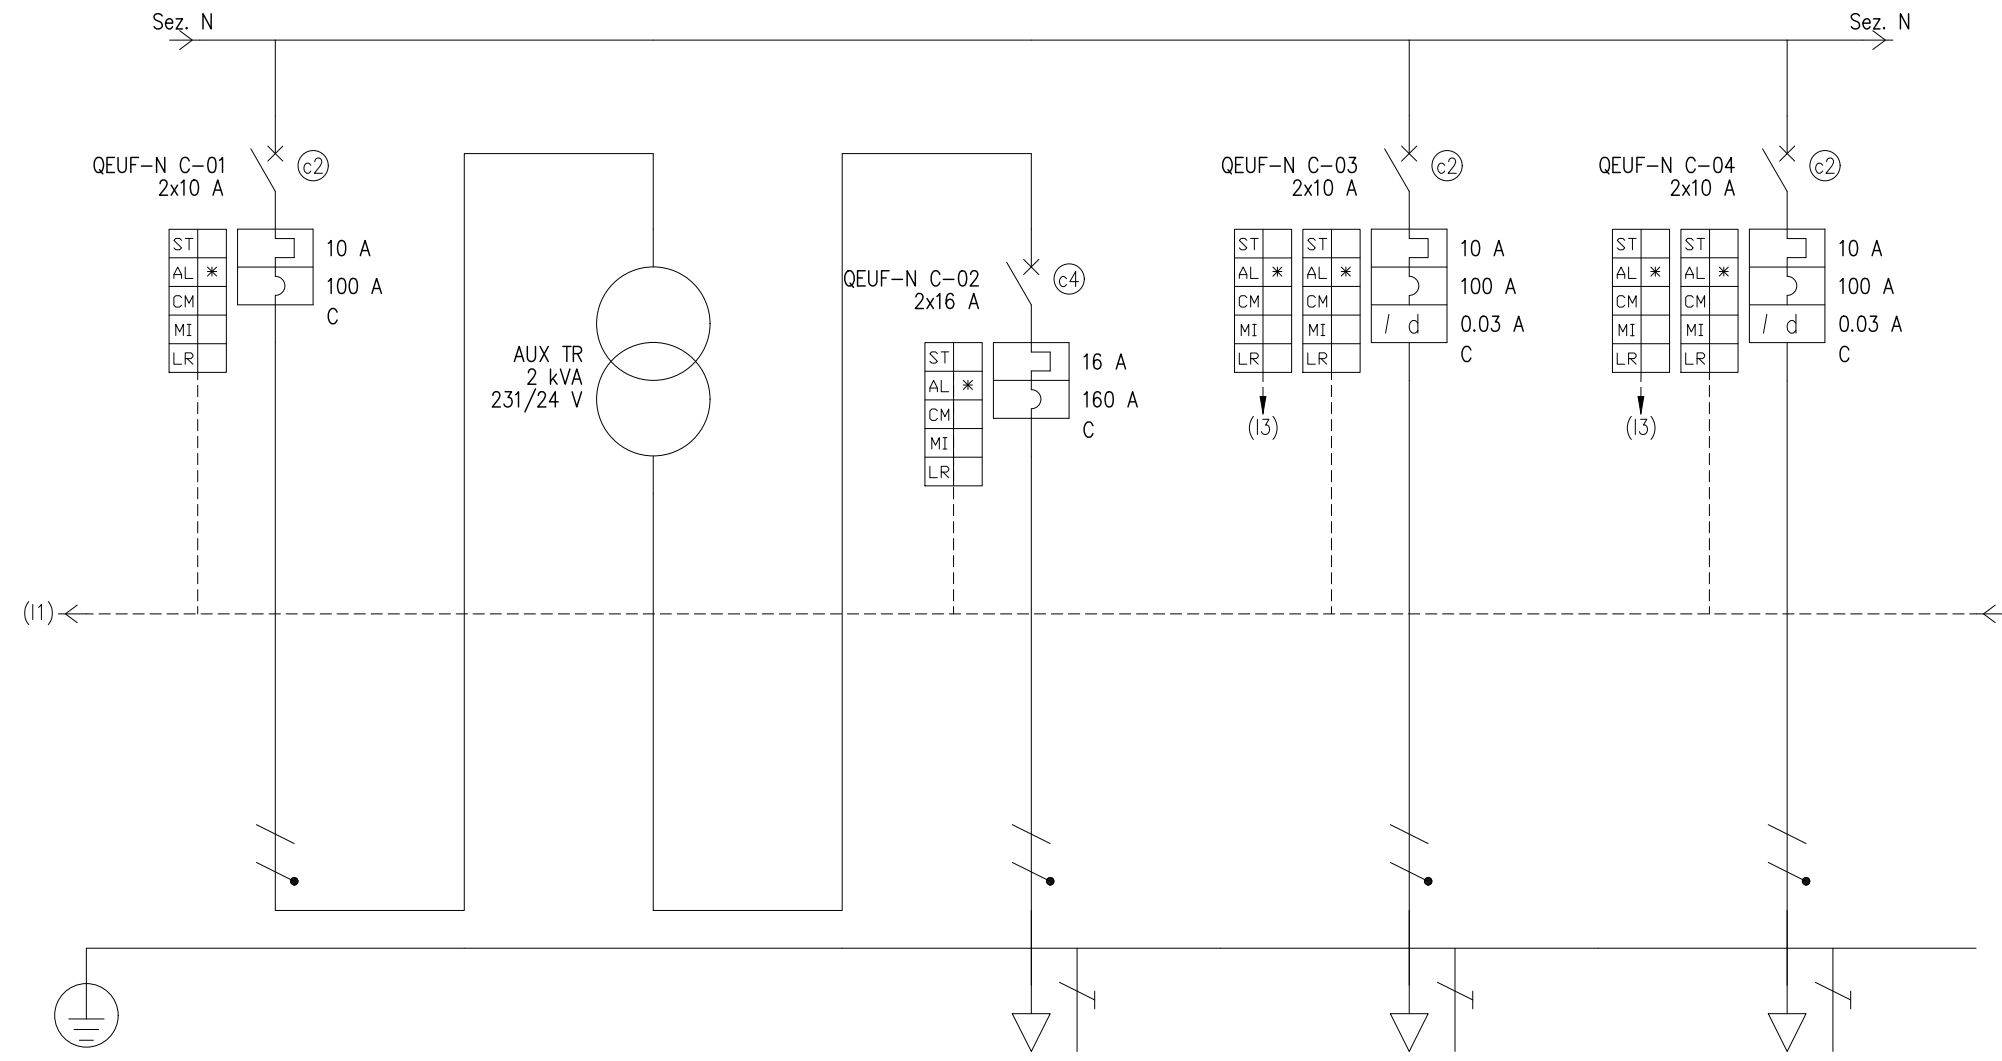 Sez. N
Sez. N
QEUF-N C-01
2x10 A
c2
ST
AL *
CM
MI
LR
10 A
100 A
C
AUX TR
2 kVA
231/24 V
QEUF-N C-02
2x16 A
c4
ST
AL *
CM
MI
LR
16 A
160 A
C
QEUF-N C-03
2x10 A
c2
ST
AL *
CM
MI
LR
(I3)
ST
AL *
CM
MI
LR
10 A
100 A
I d
0.03 A
C
QEUF-N C-04
2x10 A
c2
ST
AL *
CM
MI
LR
(I3)
ST
AL *
CM
MI
LR
10 A
100 A
I d
0.03 A
C
(I1)